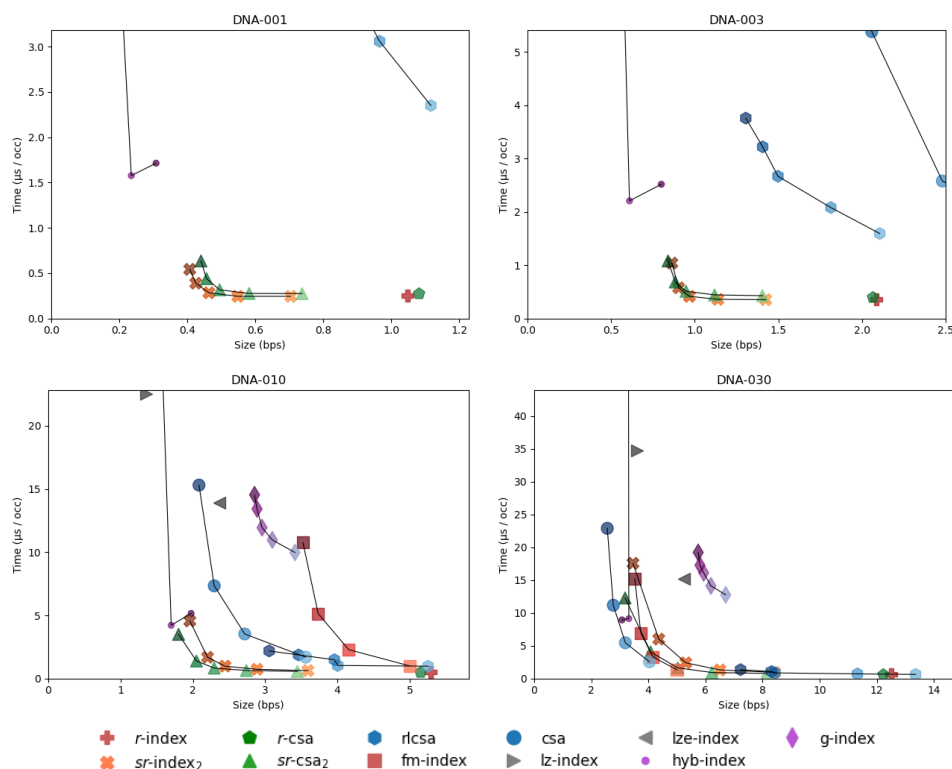 DNA-001
DNA-003
Time (µs / occ)
3.0
2.5
2.0
1.5
1.0
0.5
0.0
0.0 0.2 0.4 0.6 0.8 1.0 1.2
Size (bps)
Time (µs / occ)
5
4
3
2
1
0
0.0 0.5 1.0 1.5 2.0 2.5
Size (bps)
DNA-010
DNA-030
Time (µs / occ)
20
15
10
5
0
0 1 2 3 4 5
Size (bps)
Time (µs / occ)
40
35
30
25
20
15
10
5
0
0 2 4 6 8 10 12 14
Size (bps)
r-index r-csa rlcsa csa lze-index g-index
sr-index₂ sr-csa₂ fm-index lz-index hyb-index